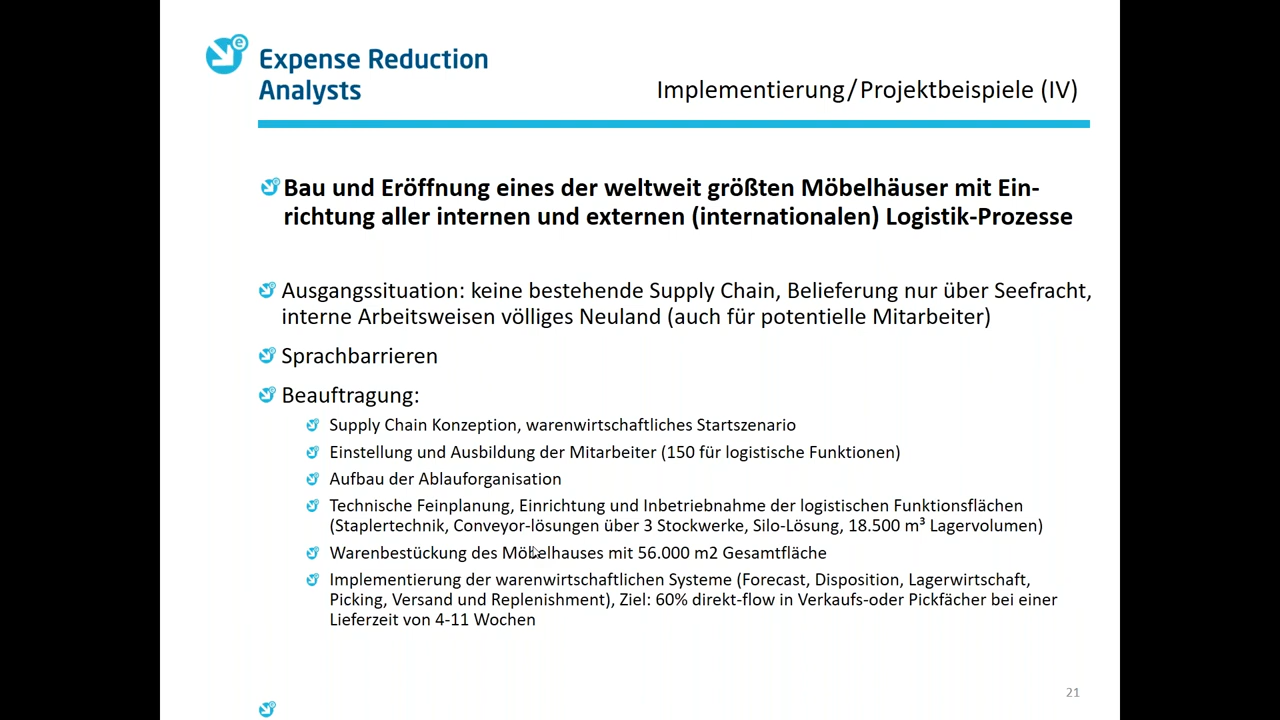 Expense Reduction
Analysts
Implementierung/Projektbeispiele (IV)
Bau und Eröffnung eines der weltweit größten Möbelhäuser mit Ein-
richtung aller internen und externen (internationalen) Logistik-Prozesse
Ausgangssituation: keine bestehende Supply Chain, Belieferung nur über Seefracht,
interne Arbeitsweisen völliges Neuland (auch für potentielle Mitarbeiter)
Sprachbarrieren
Beauftragung:
Supply Chain Konzeption, warenwirtschaftliches Startszenario
Einstellung und Ausbildung der Mitarbeiter (150 für logistische Funktionen)
Aufbau der Ablauforganisation
Technische Feinplanung, Einrichtung und Inbetriebnahme der logistischen Funktionsflächen
(Staplertechnik, Conveyor-lösungen über 3 Stockwerke, Silo-Lösung, 18.500 m³ Lagervolumen)
Warenbestückung des Möbelhauses mit 56.000 m2 Gesamtfläche
Implementierung der warenwirtschaftlichen Systeme (Forecast, Disposition, Lagerwirtschaft,
Picking, Versand und Replenishment), Ziel: 60% direkt-flow in Verkaufs-oder Pickfächer bei einer
Lieferzeit von 4-11 Wochen
21